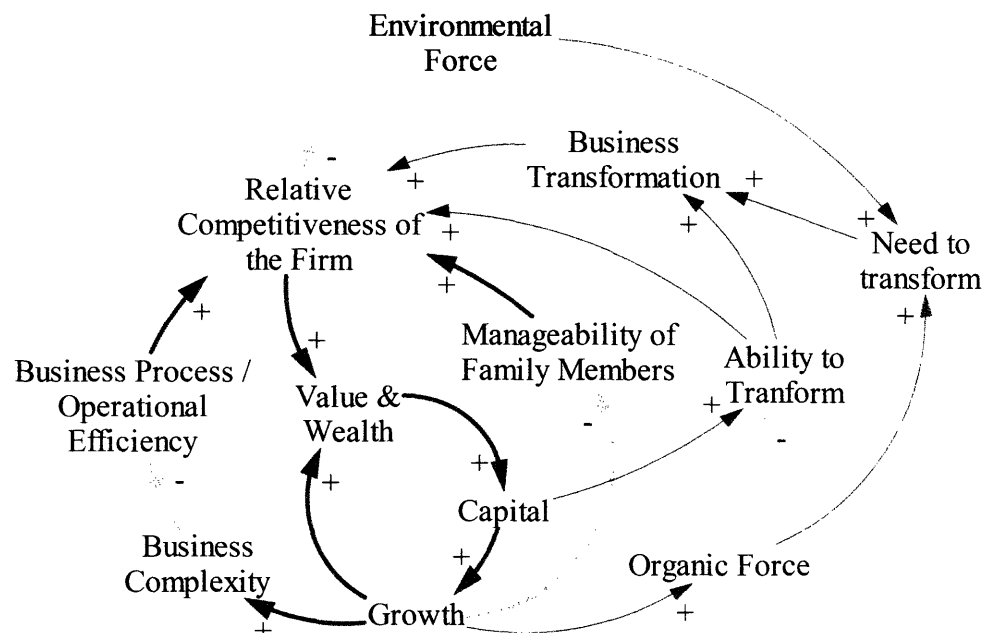 Environmental
Force
Business
Transformation
+
-
+
Relative
Competitiveness of
the Firm
+
+
+
+
Need to
transform
+
+
+
Manageability of
Family Members
Ability to
Tranform
+
Business Process /
Operational
Efficiency
Value &
Wealth
+
-
-
+
+
-
Capital
Business
Complexity
+
Organic Force
Growth
+
+